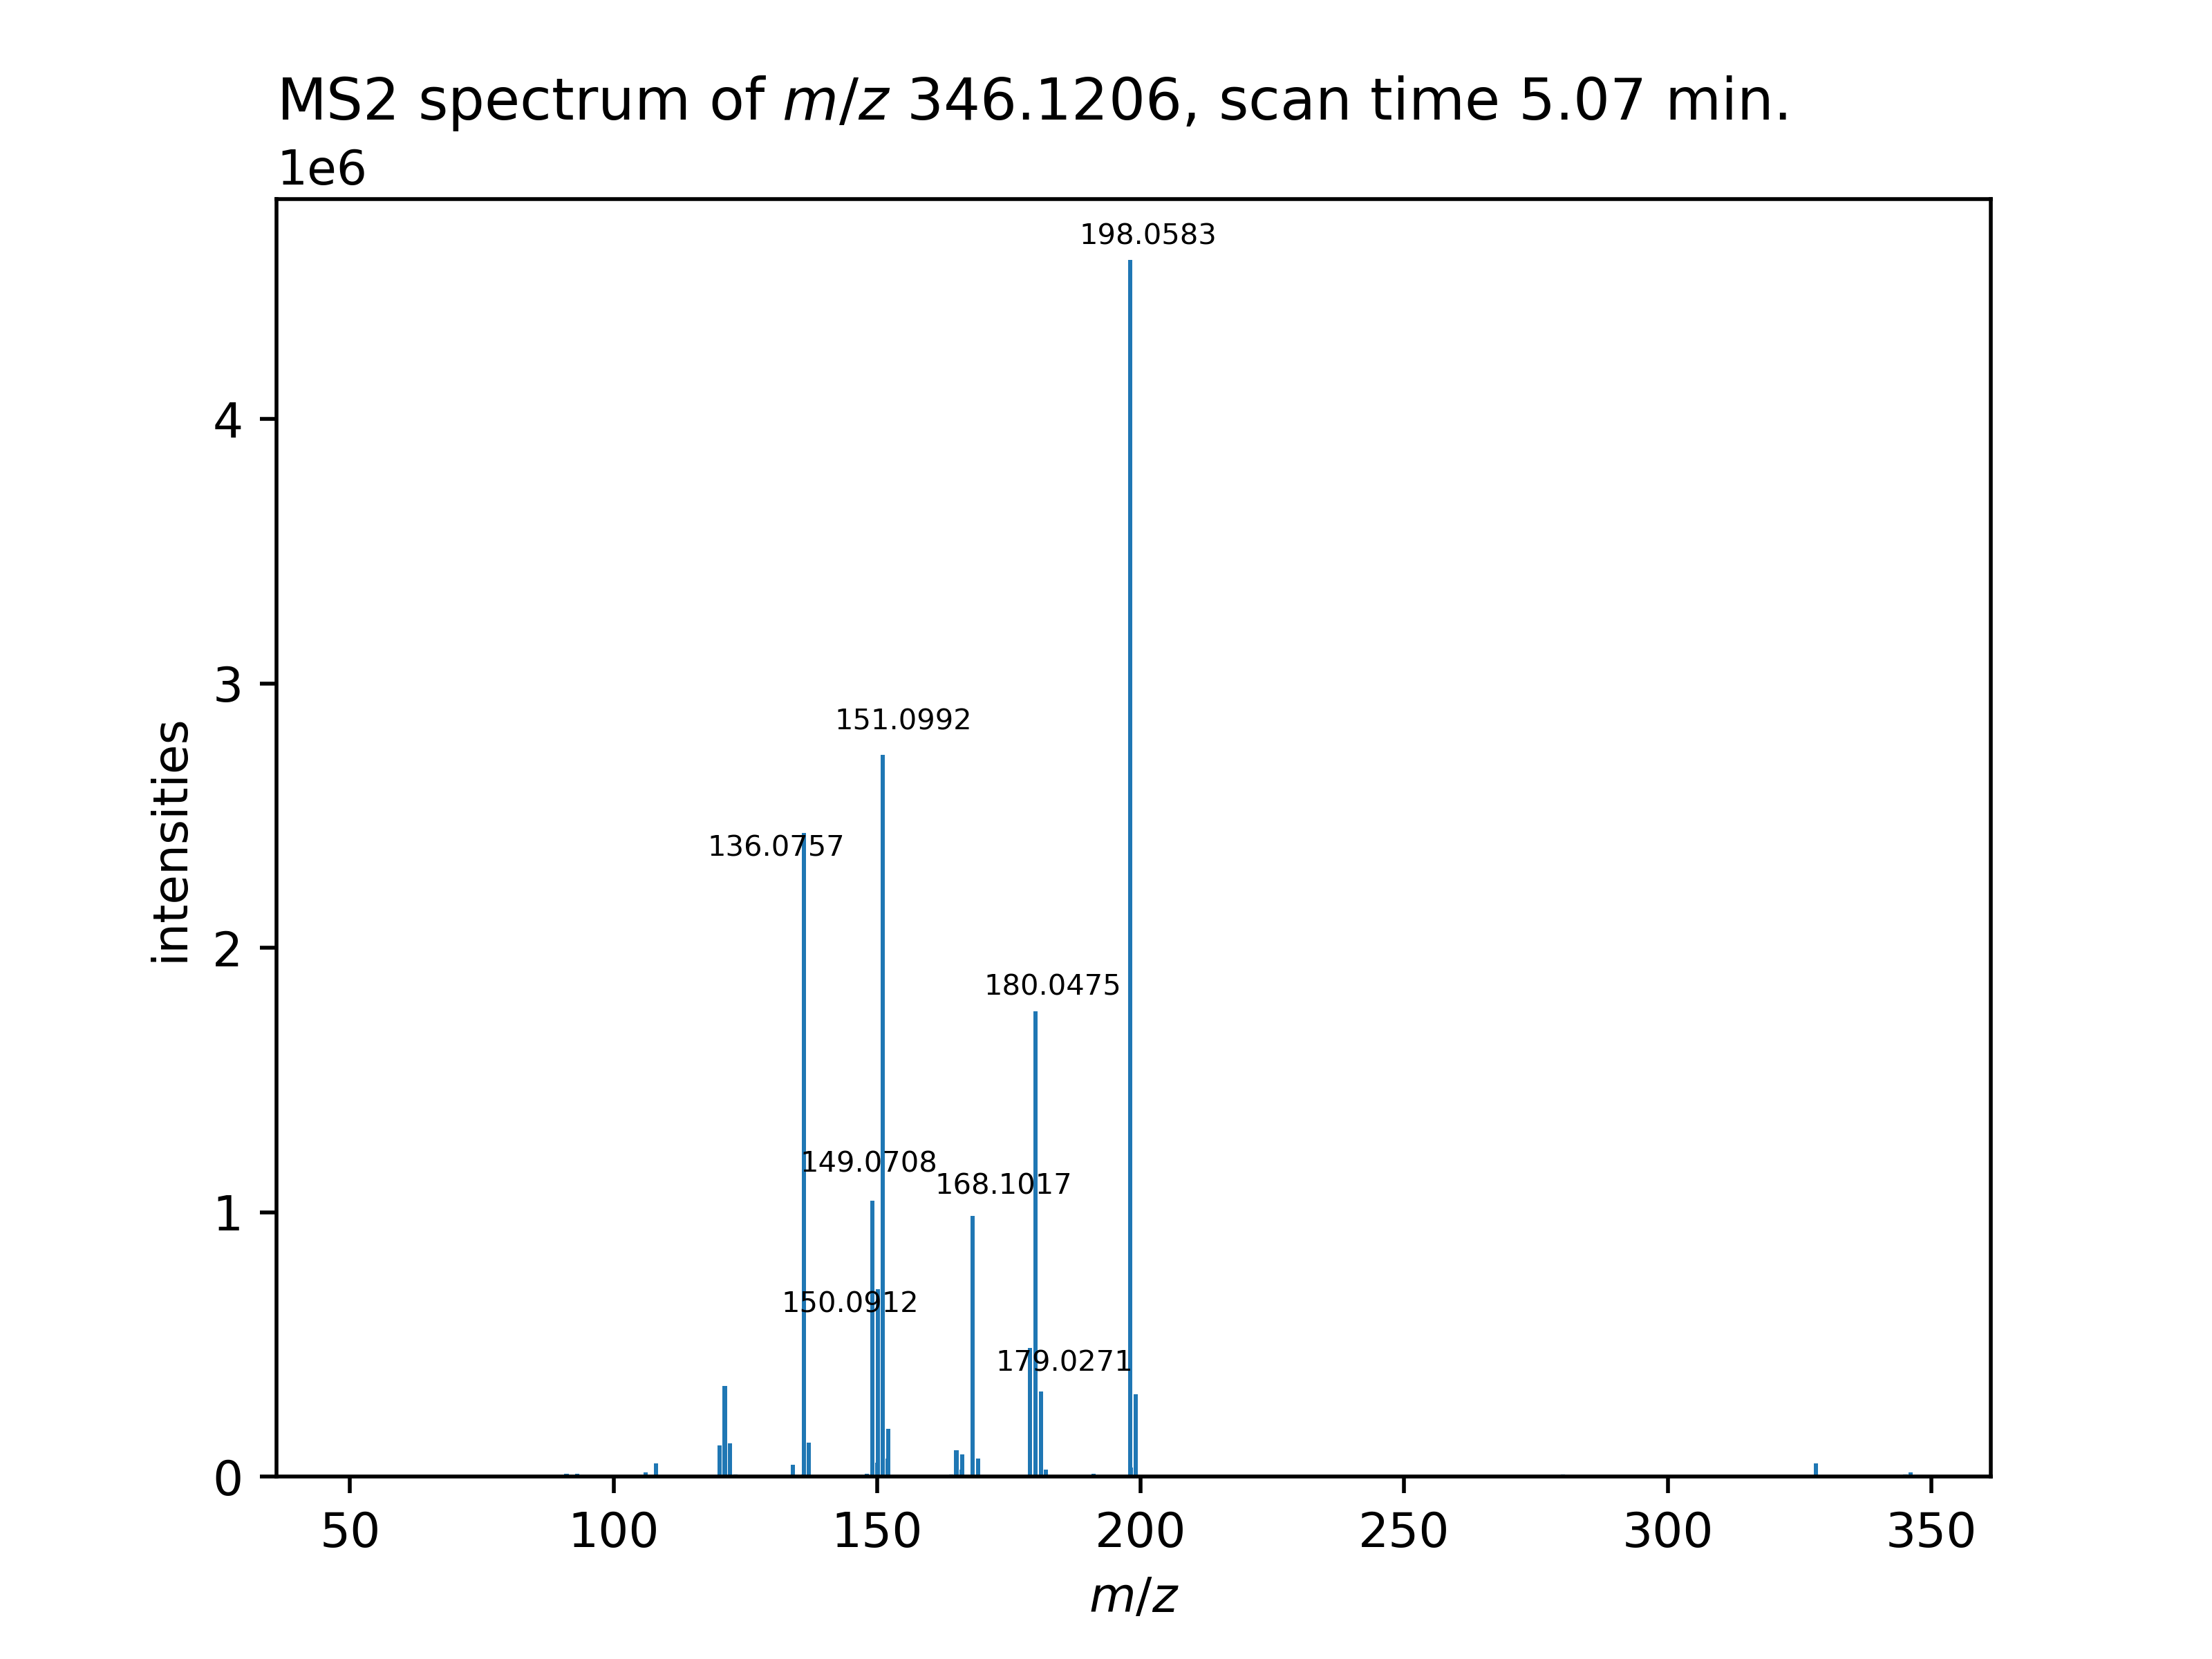 MS2 spectrum of m/z 346.1206, scan time 5.07 min.
1e6
198.0583
4
3
151.0992
136.0757
intensities
2
180.0475
149.0708
168.1017
1
150.0912
179.0271
0
50 100 150 200 250 300 350
m/z